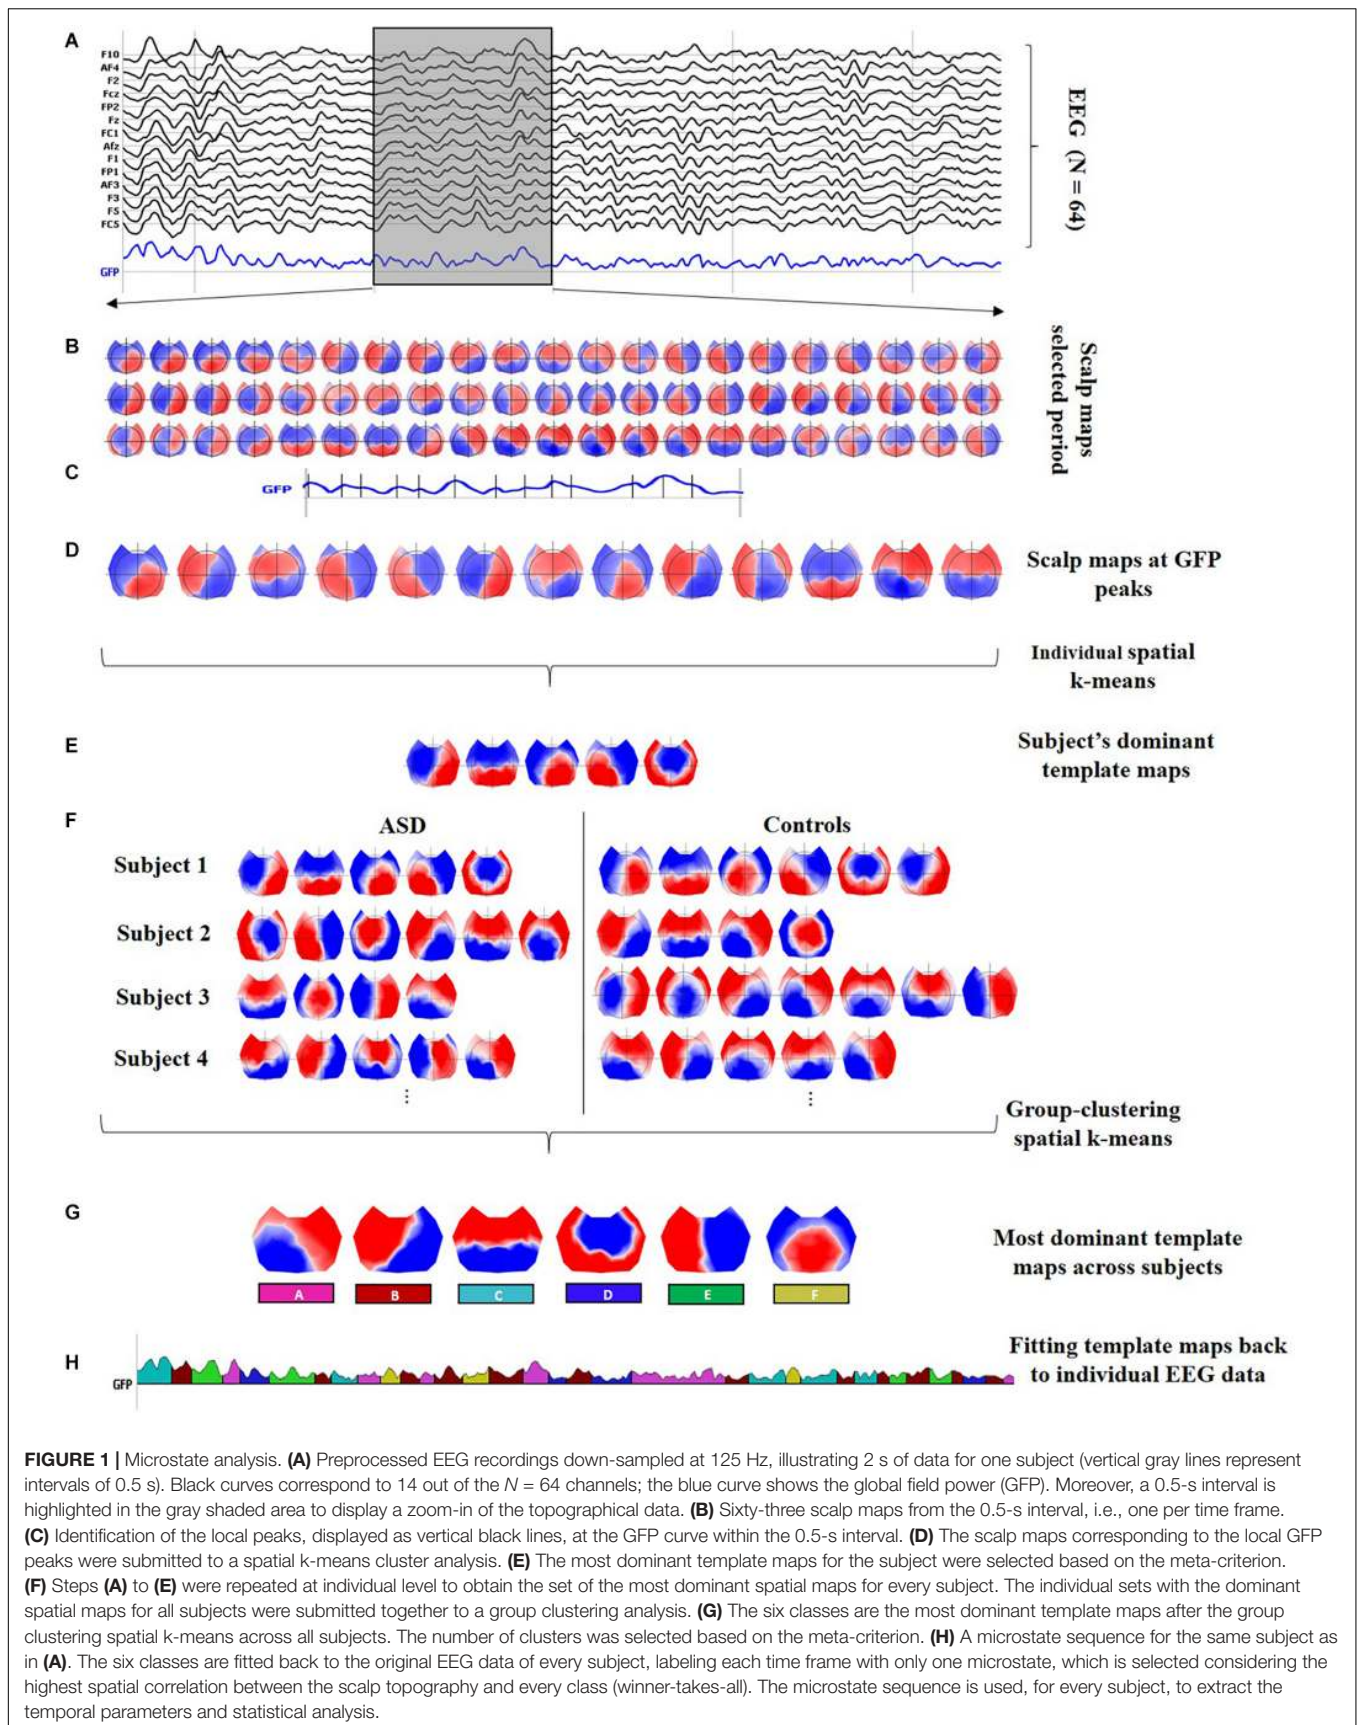 A
F10
AF4
F2
Fcz
FP2
Fz
FC1
Afz
F1
FP1
AF3
F3
F5
FC5
GFP
EEG (N = 64)
B
Scalp maps
selected period
C
GFP
D
Scalp maps at GFP
peaks
Individual spatial
k-means
E
Subject's dominant
template maps
F
ASD
Controls
Subject 1
Subject 2
Subject 3
Subject 4
⋮
⋮
Group-clustering
spatial k-means
G
Most dominant template
maps across subjects
A B C D E F
H
GFP
Fitting template maps back
to individual EEG data
FIGURE 1 | Microstate analysis. (A) Preprocessed EEG recordings down-sampled at 125 Hz, illustrating 2 s of data for one subject (vertical gray lines represent
intervals of 0.5 s). Black curves correspond to 14 out of the N = 64 channels; the blue curve shows the global field power (GFP). Moreover, a 0.5-s interval is
highlighted in the gray shaded area to display a zoom-in of the topographical data. (B) Sixty-three scalp maps from the 0.5-s interval, i.e., one per time frame.
(C) Identification of the local peaks, displayed as vertical black lines, at the GFP curve within the 0.5-s interval. (D) The scalp maps corresponding to the local GFP
peaks were submitted to a spatial k-means cluster analysis. (E) The most dominant template maps for the subject were selected based on the meta-criterion.
(F) Steps (A) to (E) were repeated at individual level to obtain the set of the most dominant spatial maps for every subject. The individual sets with the dominant
spatial maps for all subjects were submitted together to a group clustering analysis. (G) The six classes are the most dominant template maps after the group
clustering spatial k-means across all subjects. The number of clusters was selected based on the meta-criterion. (H) A microstate sequence for the same subject as
in (A). The six classes are fitted back to the original EEG data of every subject, labeling each time frame with only one microstate, which is selected considering the
highest spatial correlation between the scalp topography and every class (winner-takes-all). The microstate sequence is used, for every subject, to extract the
temporal parameters and statistical analysis.